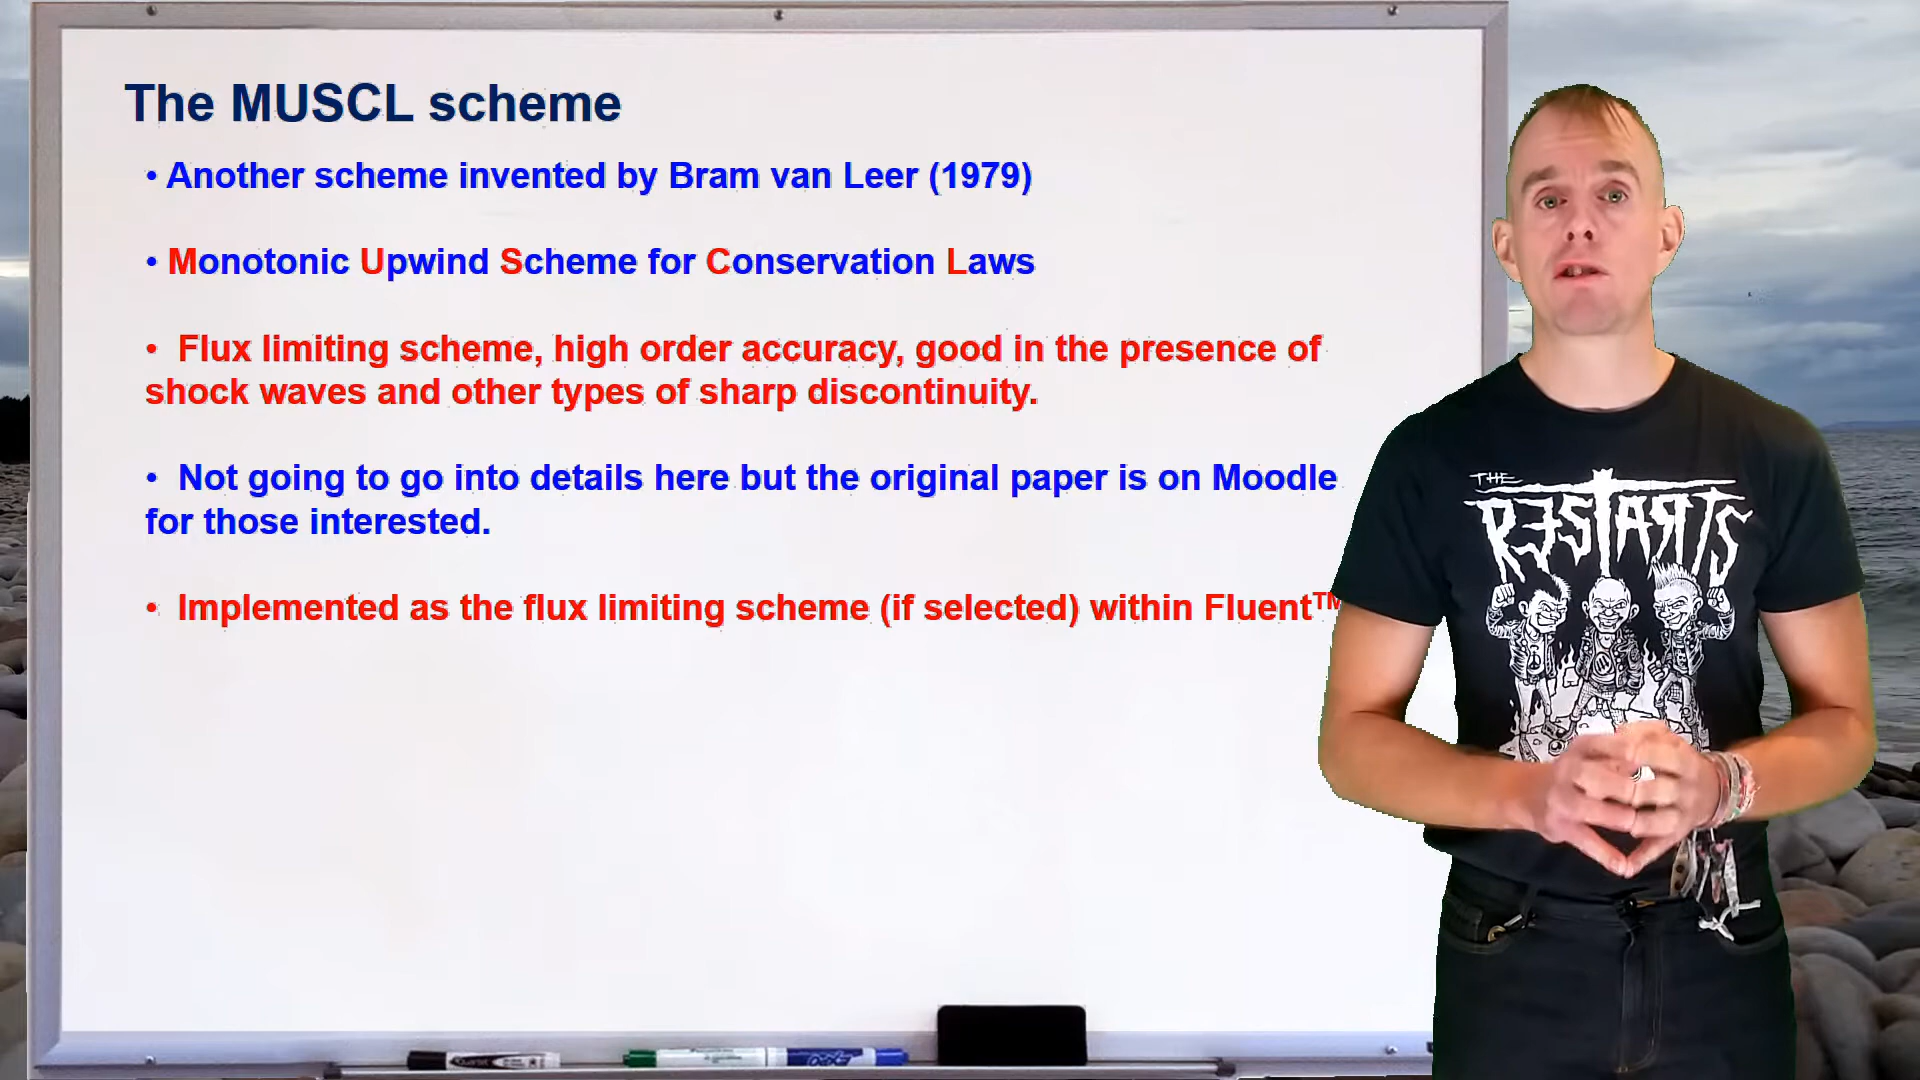 The MUSCL scheme
• Another scheme invented by Bram van Leer (1979)
• Monotonic Upwind Scheme for Conservation Laws
• Flux limiting scheme, high order accuracy, good in the presence of
shock waves and other types of sharp discontinuity.
• Not going to go into details here but the original paper is on Moodle
for those interested.
• Implemented as the flux limiting scheme (if selected) within Fluent™
THE
RESTARTS